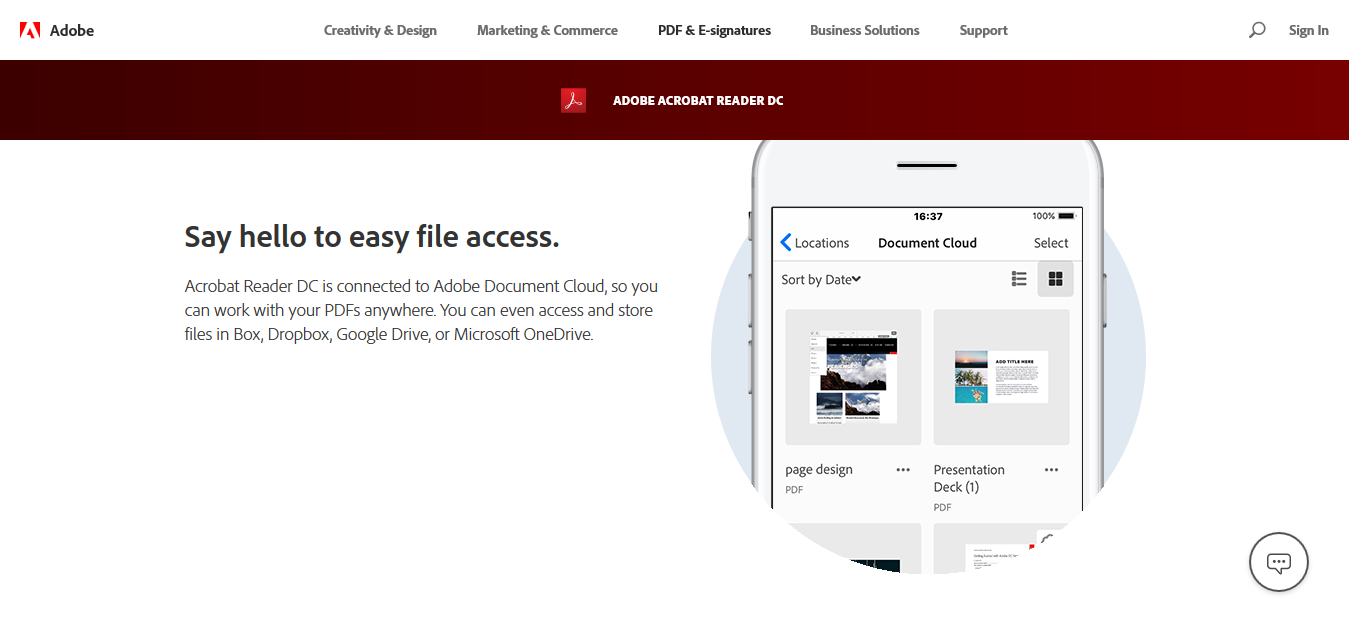 Adobe
Creativity & Design
Marketing & Commerce
PDF & E-signatures
Business Solutions
Support
Sign In
ADOBE ACROBAT READER DC
Say hello to easy file access.
Acrobat Reader DC is connected to Adobe Document Cloud, so you
can work with your PDFs anywhere. You can even access and store
files in Box, Dropbox, Google Drive, or Microsoft OneDrive.
16:37
100%
Locations
Document Cloud
Select
Sort by Date
ADD TITLE HERE
page design
PDF
Presentation
Deck (1)
PDF